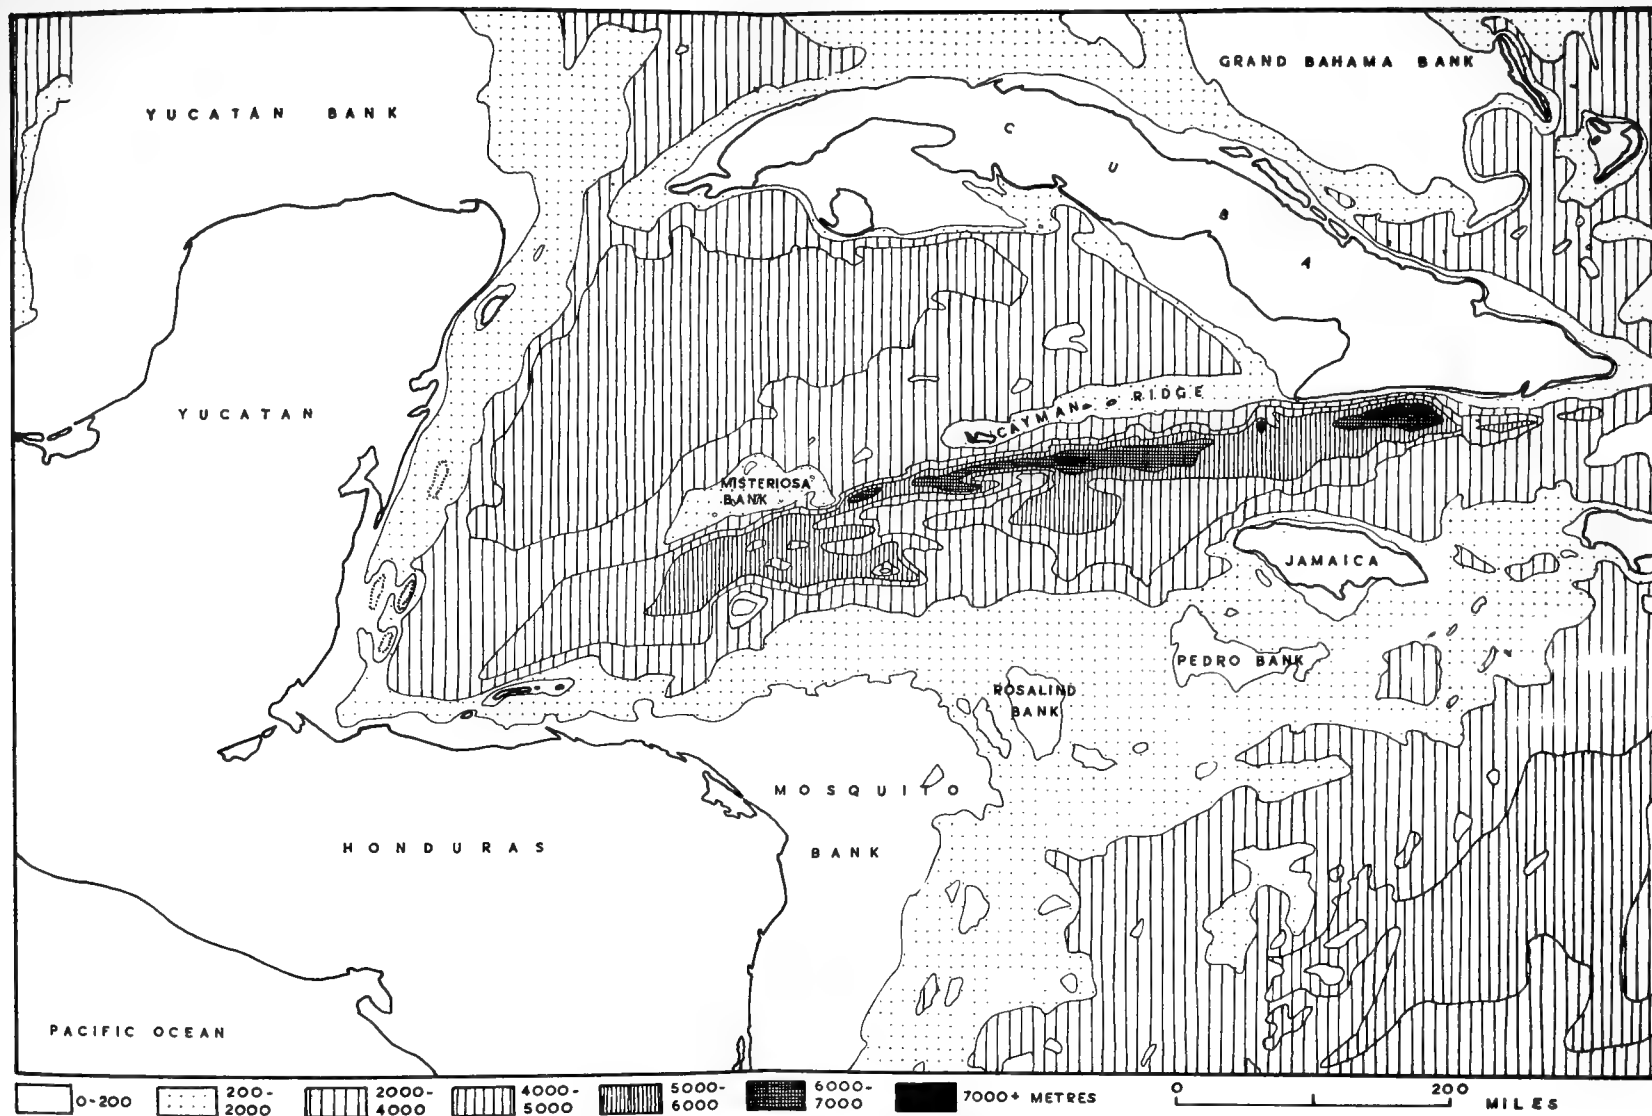 GRAND BAHAMA BANK
YUCATÁN BANK
C
U
B
A
YUCATAN
CAYMAN RIDGE
MISTERIOSA
BANK
JAMAICA
PEDRO BANK
ROSALIND
BANK
MOSQUITO
BANK
HONDURAS
PACIFIC OCEAN
0-200
200-
2000
2000-
4000
4000-
5000
5000-
6000
6000-
7000
7000+ METRES
0 200
MILES